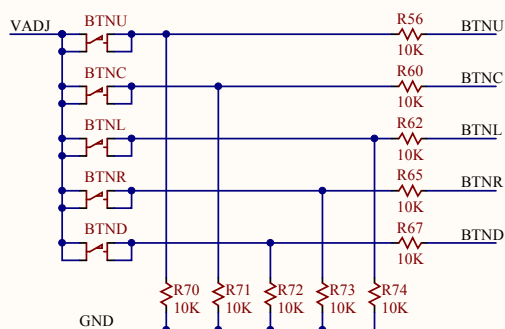 VADJ BTNU R56 BTNU
10K
BTNC R60 BTNC
10K
BTNL R62 BTNL
10K
BTNR R65 BTNR
10K
BTND R67 BTND
10K
R70 R71 R72 R73 R74
10K 10K 10K 10K 10K
GND